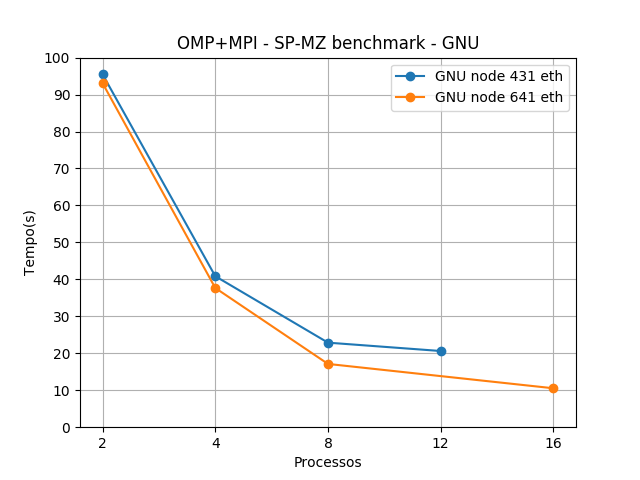 OMP+MPI - SP-MZ benchmark - GNU
GNU node 431 eth
GNU node 641 eth
Tempo(s)
100
90
80
70
60
50
40
30
20
10
0
2 4 8 12 16
Processos